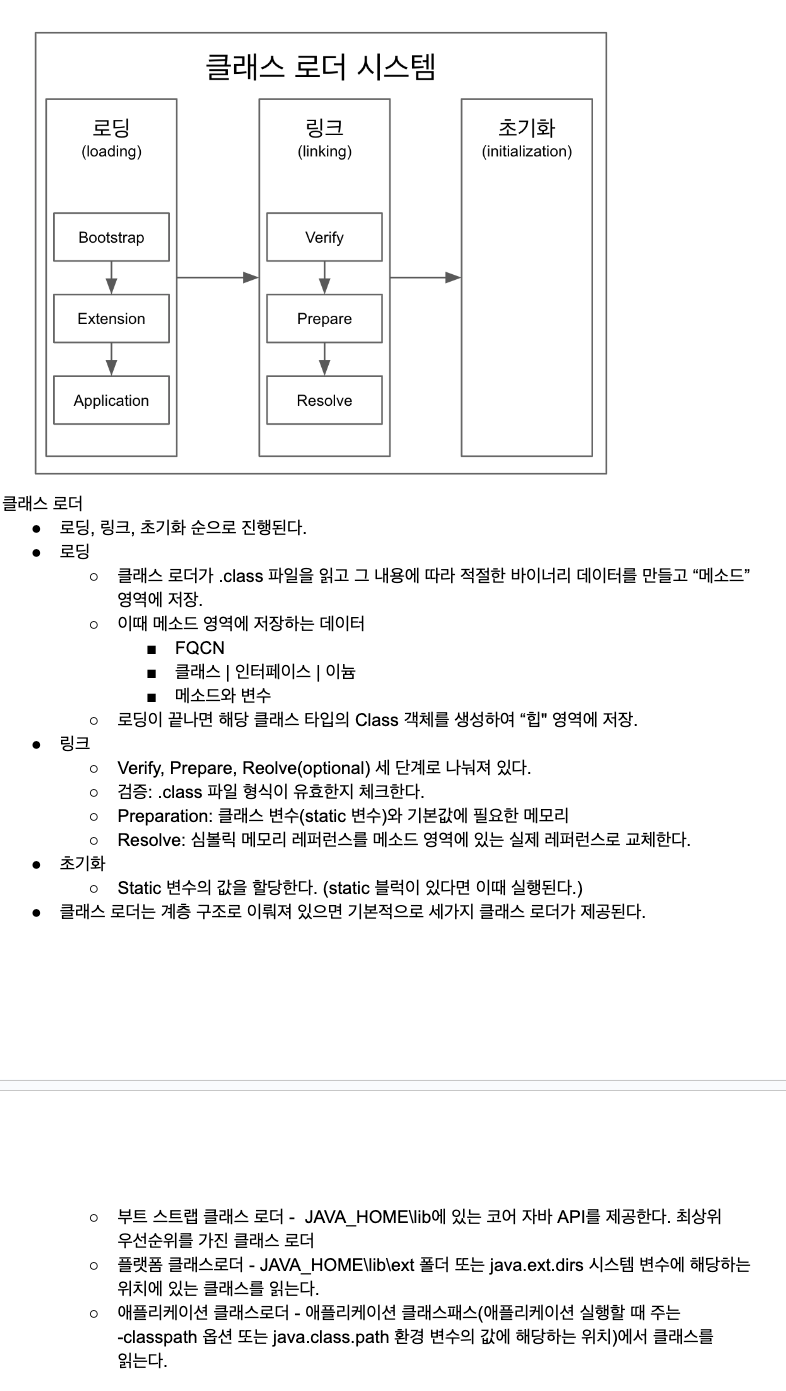 클래스 로더 시스템
로딩
(loading)
Bootstrap
Extension
Application
링크
(linking)
Verify
Prepare
Resolve
초기화
(initialization)
클래스 로더
● 로딩, 링크, 초기화 순으로 진행된다.
● 로딩
○ 클래스 로더가 .class 파일을 읽고 그 내용에 따라 적절한 바이너리 데이터를 만들고 “메소드”
영역에 저장.
○ 이때 메소드 영역에 저장하는 데이터
■ FQCN
■ 클래스 | 인터페이스 | 이늄
■ 메소드와 변수
○ 로딩이 끝나면 해당 클래스 타입의 Class 객체를 생성하여 “힙" 영역에 저장.
● 링크
○ Verify, Prepare, Reolve(optional) 세 단계로 나눠져 있다.
○ 검증: .class 파일 형식이 유효한지 체크한다.
○ Preparation: 클래스 변수(static 변수)와 기본값에 필요한 메모리
○ Resolve: 심볼릭 메모리 레퍼런스를 메소드 영역에 있는 실제 레퍼런스로 교체한다.
● 초기화
○ Static 변수의 값을 할당한다. (static 블럭이 있다면 이때 실행된다.)
● 클래스 로더는 계층 구조로 이뤄져 있으면 기본적으로 세가지 클래스 로더가 제공된다.
○ 부트 스트랩 클래스 로더 - JAVA_HOME\lib에 있는 코어 자바 API를 제공한다. 최상위
우선순위를 가진 클래스 로더
○ 플랫폼 클래스로더 - JAVA_HOME\lib\ext 폴더 또는 java.ext.dirs 시스템 변수에 해당하는
위치에 있는 클래스를 읽는다.
○ 애플리케이션 클래스로더 - 애플리케이션 클래스패스(애플리케이션 실행할 때 주는
-classpath 옵션 또는 java.class.path 환경 변수의 값에 해당하는 위치)에서 클래스를
읽는다.